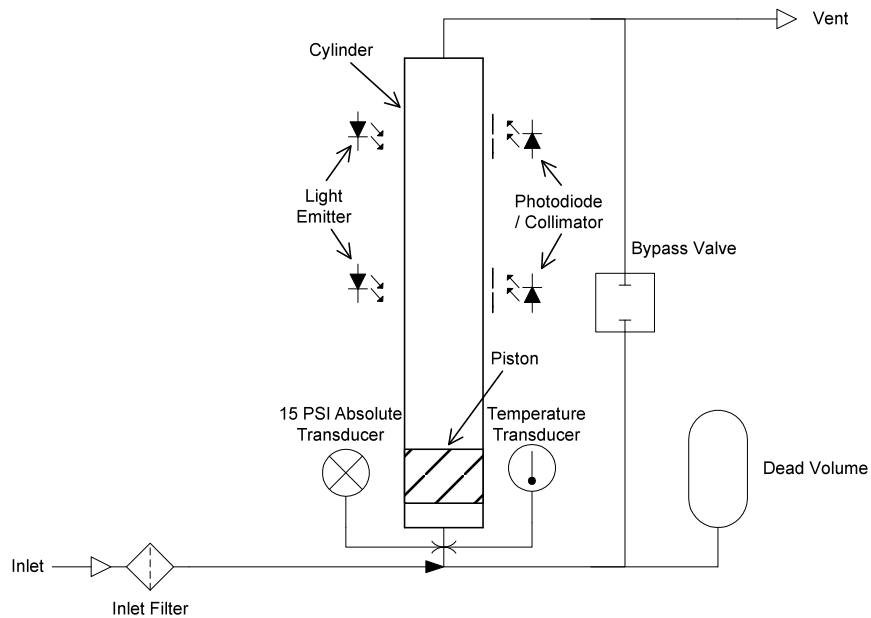 Vent
Cylinder
Light
Emitter
Photodiode
/ Collimator
Bypass Valve
Piston
15 PSI Absolute
Transducer
Temperature
Transducer
Dead Volume
Inlet
Inlet Filter